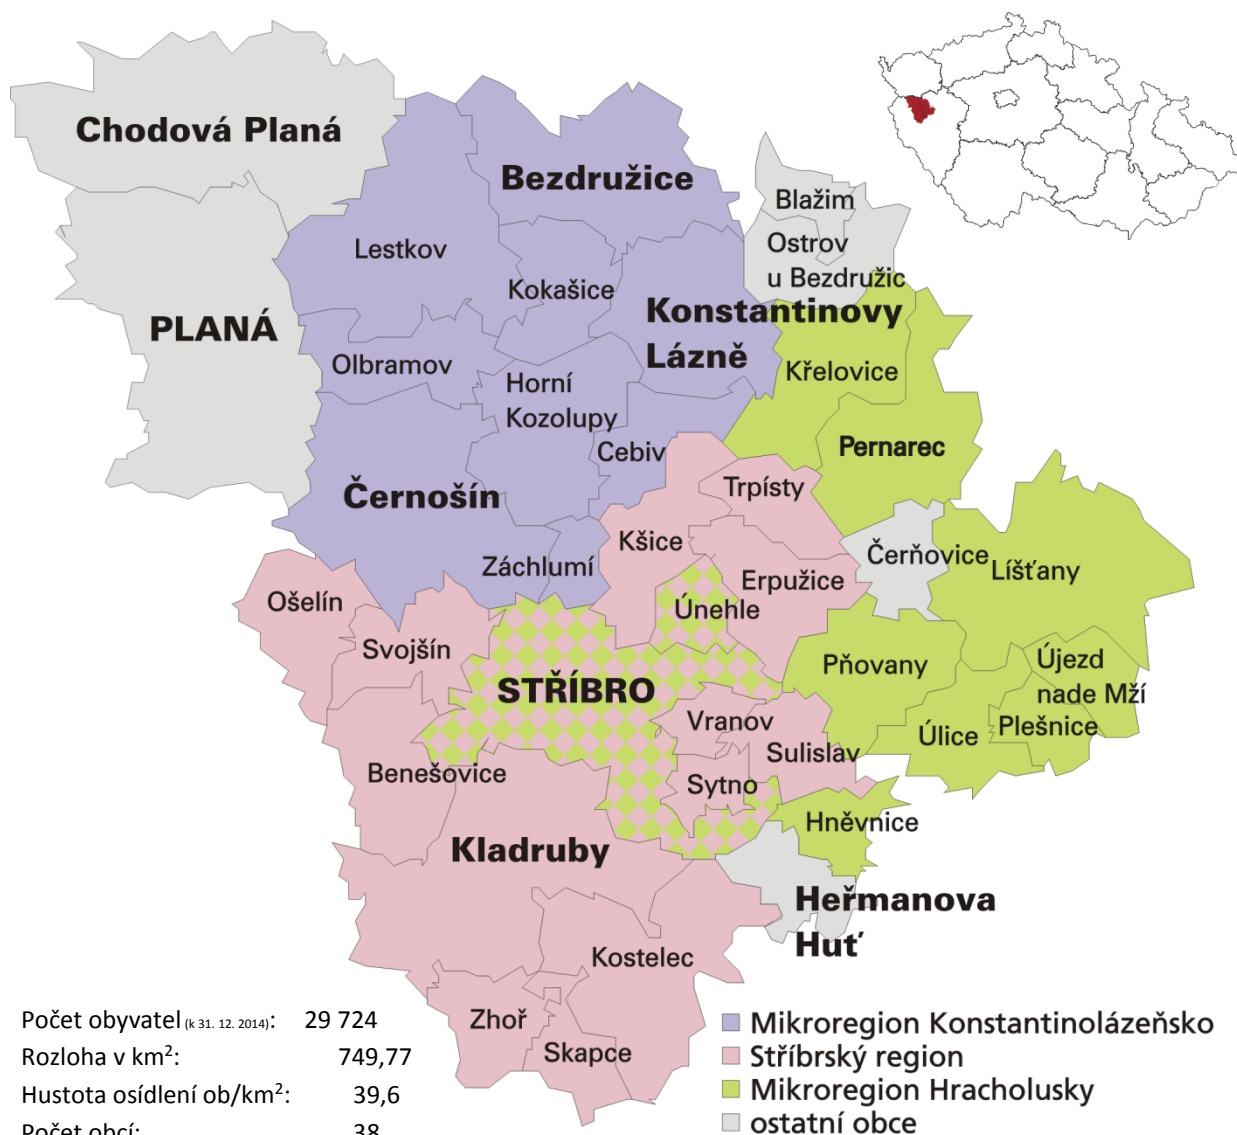 Chodová Planá
Bezdružice
Blažim
Lestkov
Ostrov
u Bezdružic
Kokašice
Konstantinovy
Lázně
PLANÁ
Olbramov
Horní
Kozolupy
Křelovice
Cebiv
Pernarec
Černošín
Trpísty
Kšice
Záchlumí
Erpužice
Čerňovice
Líšťany
Ošelín
Únehle
Svojšín
Pňovany
Újezd
nade Mží
STŘÍBRO
Vranov
Plešnice
Úlice
Sulislav
Benešovice
Sytno
Hněvnice
Kladruby
Heřmanova
Huť
Kostelec
Zhoř
Skapce
Počet obyvatel (k 31. 12. 2014): 29 724
Rozloha v km²: 749,77
Hustota osídlení ob/km²: 39,6
Počet obcí: 38
Mikroregion Konstantinolázeňsko
Stříbrský region
Mikroregion Hracholusky
ostatní obce